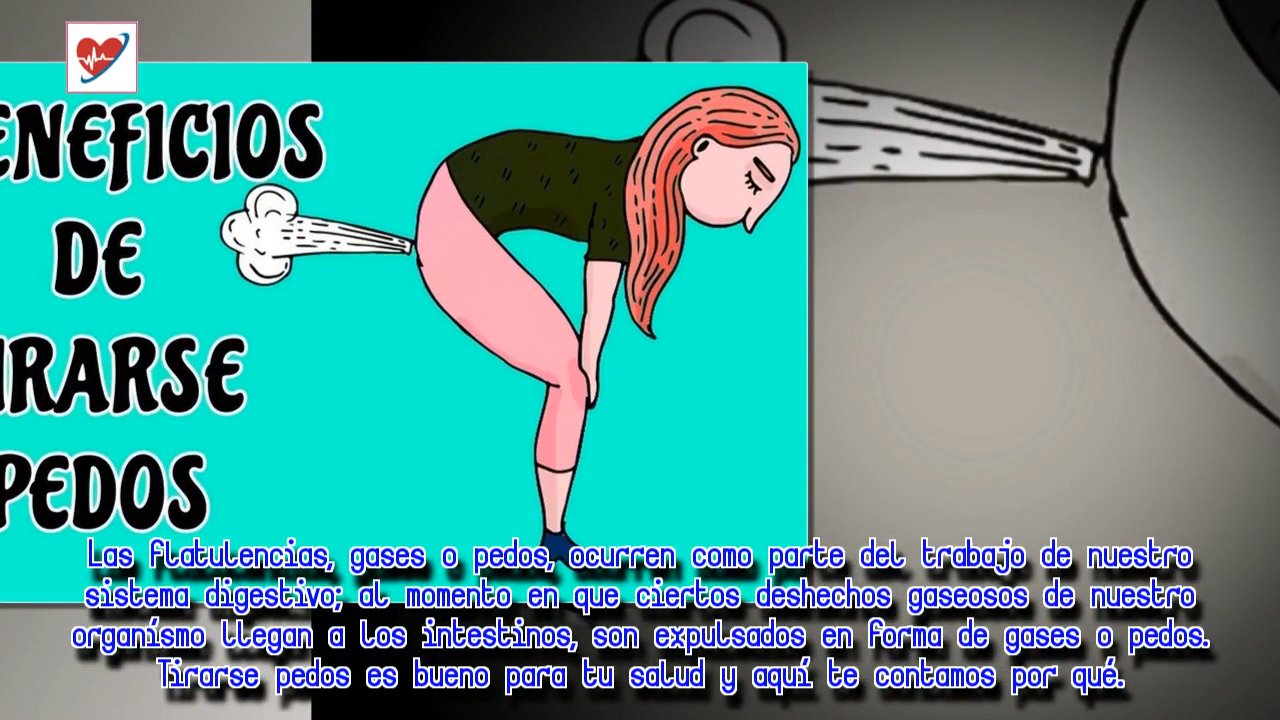 ENEFICIOS
DE
IRARSE
PEDOS
Las flatulencias, gases o pedos, ocurren como parte del trabajo de nuestro
sistema digestivo; al momento en que ciertos deshechos gaseosos de nuestro
organísmo llegan a los intestinos, son expulsados en forma de gases o pedos.
Tirarse pedos es bueno para tu salud y aquí te contamos por qué.